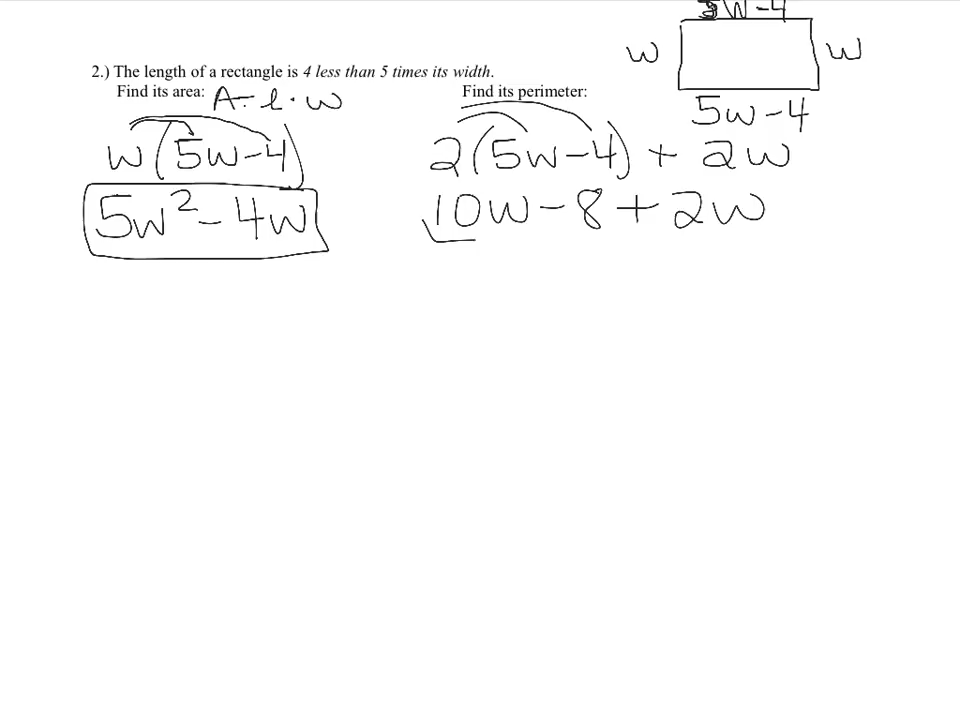 5W-4
W W
2.) The length of a rectangle is 4 less than 5 times its width.
Find its area: A=l·w Find its perimeter:
5w-4
w(5w-4) 2(5w-4)+2w
5w²-4w 10w-8+2w